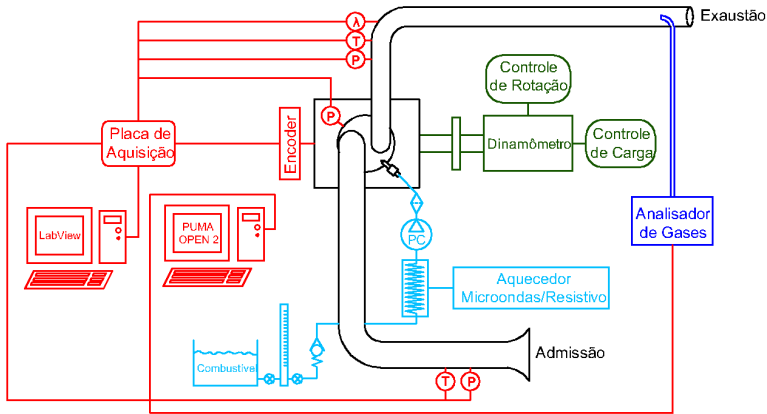 Exaustão
λ
T
P
Controle
de Rotação
P
Placa de
Aquisição
Encoder
Dinamômetro
Controle
de Carga
LabView
PUMA
OPEN 2
PC
Analisador
de Gases
Aquecedor
Microondas/Resistivo
Combustível
Admissão
T
P